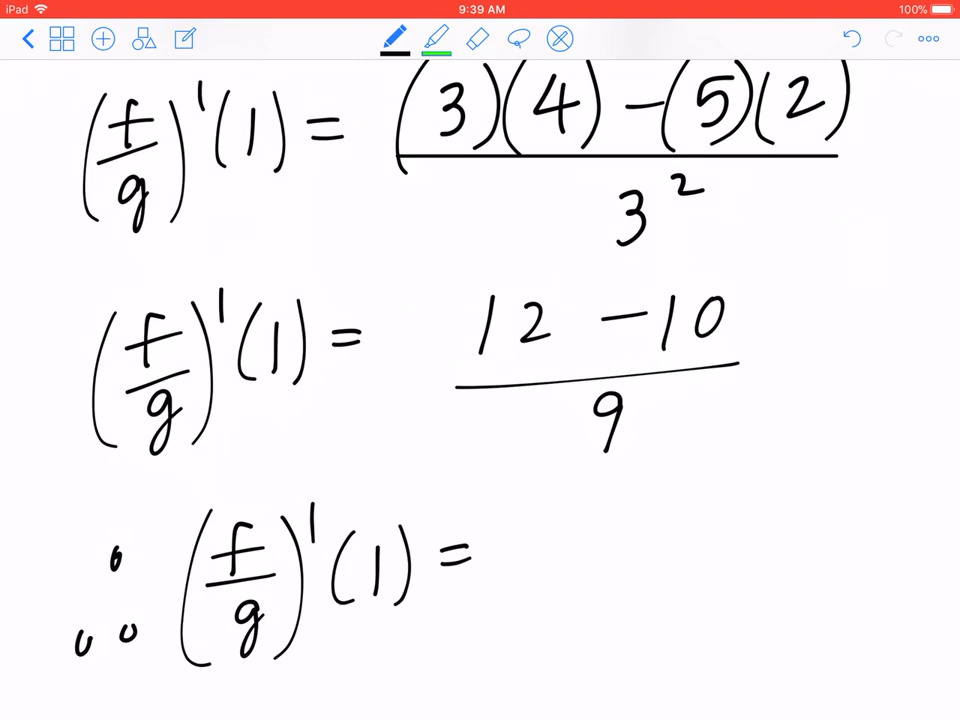 iPad 9:39 AM 100%
(f/g)'(1) = ((3)(4) - (5)(2))/3²
(f/g)'(1) = (12 - 10)/9
∴ (f/g)'(1) =